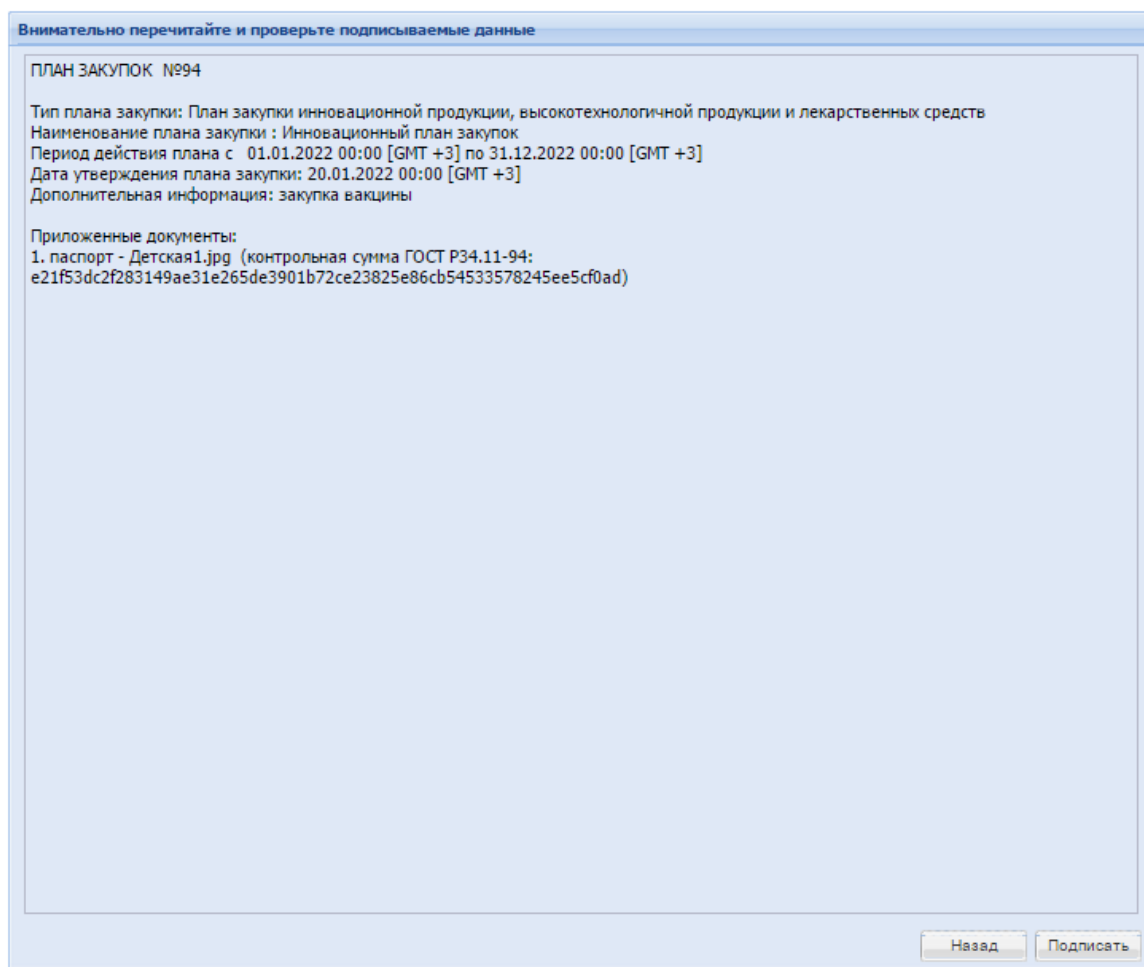 Внимательно перечитайте и проверьте подписываемые данные
ПЛАН ЗАКУПОК №94
Тип плана закупки: План закупки инновационной продукции, высокотехнологичной продукции и лекарственных средств
Наименование плана закупки : Инновационный план закупок
Период действия плана с 01.01.2022 00:00 [GMT +3] по 31.12.2022 00:00 [GMT +3]
Дата утверждения плана закупки: 20.01.2022 00:00 [GMT +3]
Дополнительная информация: закупка вакцины
Приложенные документы:
1. паспорт - Детская1.jpg (контрольная сумма ГОСТ Р34.11-94:
e21f53dc2f283149ae31e265de3901b72ce23825e86cb54533578245ee5cf0ad)
Назад Подписать